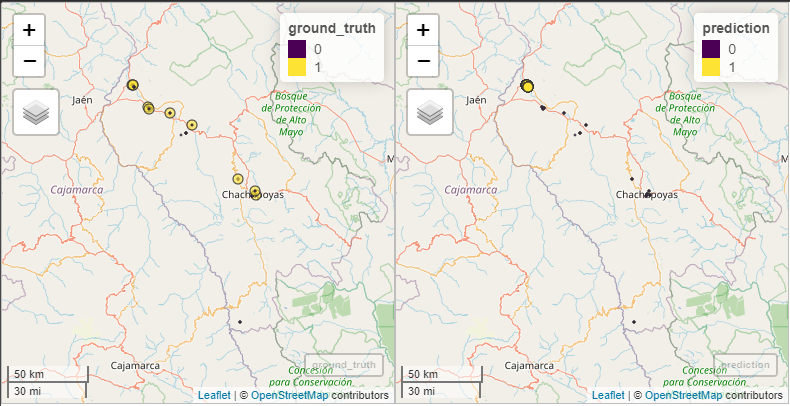 +
−
ground_truth
0
1
Jaén
Bosque
de Protección
de Alto
Mayo
M
Cajamarca
Chachapoyas
Cajamarca
ground_truth
Concesión
para Conservación
50 km
30 mi
Leaflet | © OpenStreetMap contributors
+
−
prediction
0
1
Jaén
Bosque
de Protección
de Alto
Mayo
M
Cajamarca
Chachapoyas
Cajamarca
prediction
Concesión
para Conservación
50 km
30 mi
Leaflet | © OpenStreetMap contributors